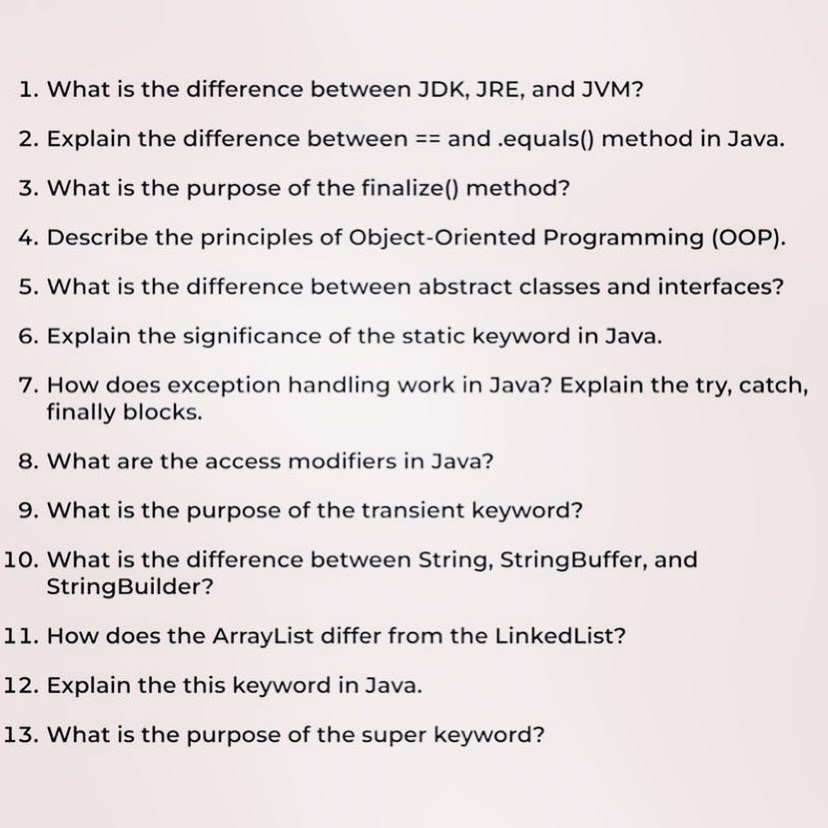 1. What is the difference between JDK, JRE, and JVM?
2. Explain the difference between == and .equals() method in Java.
3. What is the purpose of the finalize() method?
4. Describe the principles of Object-Oriented Programming (OOP).
5. What is the difference between abstract classes and interfaces?
6. Explain the significance of the static keyword in Java.
7. How does exception handling work in Java? Explain the try, catch,
finally blocks.
8. What are the access modifiers in Java?
9. What is the purpose of the transient keyword?
10. What is the difference between String, StringBuffer, and
StringBuilder?
11. How does the ArrayList differ from the LinkedList?
12. Explain the this keyword in Java.
13. What is the purpose of the super keyword?